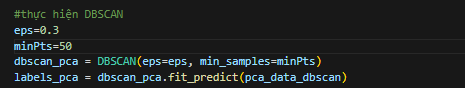 #thực hiện DBSCAN
eps=0.3
minPts=50
dbscan_pca = DBSCAN(eps=eps, min_samples=minPts)
labels_pca = dbscan_pca.fit_predict(pca_data_dbscan)